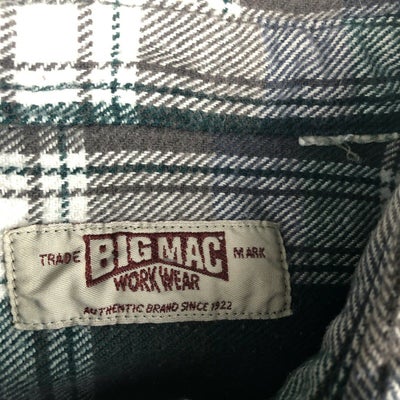 TRADE BIG MAC MARK
WORK WEAR
AUTHENTIC BRAND SINCE 1922